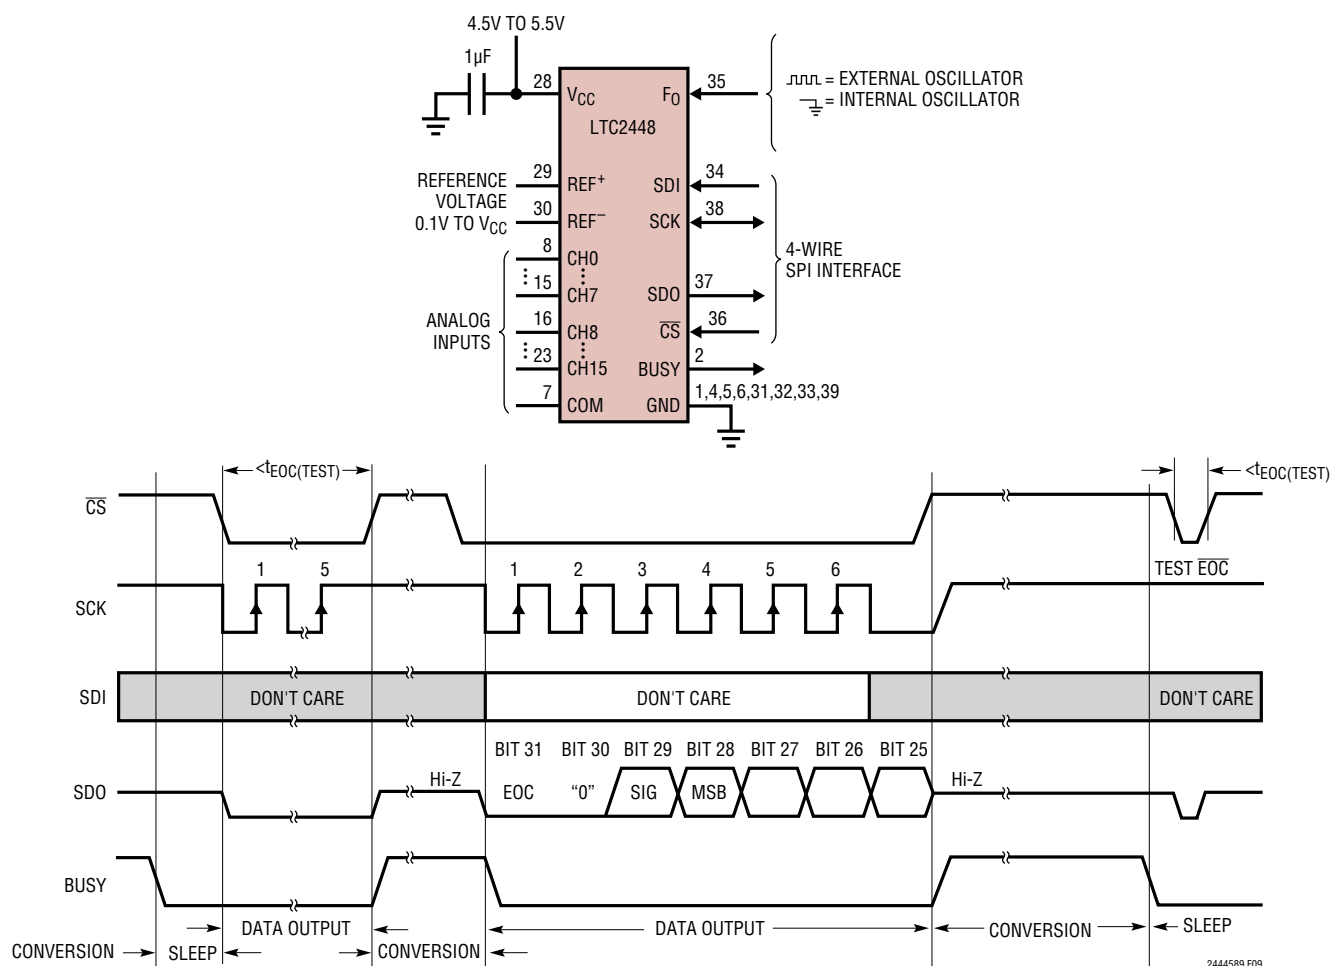 4.5V TO 5.5V
1µF
28
VCC
LTC2448
FO
35
= EXTERNAL OSCILLATOR
= INTERNAL OSCILLATOR
REFERENCE
VOLTAGE
0.1V TO VCC
29
REF+
30
REF–
SDI
34
SCK
38
4-WIRE
SPI INTERFACE
ANALOG
INPUTS
8
CH0
15
CH7
16
CH8
23
CH15
7
COM
SDO
37
CS
36
BUSY
2
GND
1,4,5,6,31,32,33,39
<tEOC(TEST)
<tEOC(TEST)
CS
TEST EOC
SCK
1 5 1 2 3 4 5 6
SDI
DON'T CARE
DON'T CARE
DON'T CARE
BIT 31 BIT 30 BIT 29 BIT 28 BIT 27 BIT 26 BIT 25
SDO
Hi-Z
EOC
“0”
SIG
MSB
Hi-Z
BUSY
DATA OUTPUT
DATA OUTPUT
CONVERSION
SLEEP
CONVERSION
SLEEP
CONVERSION
2444589 F09